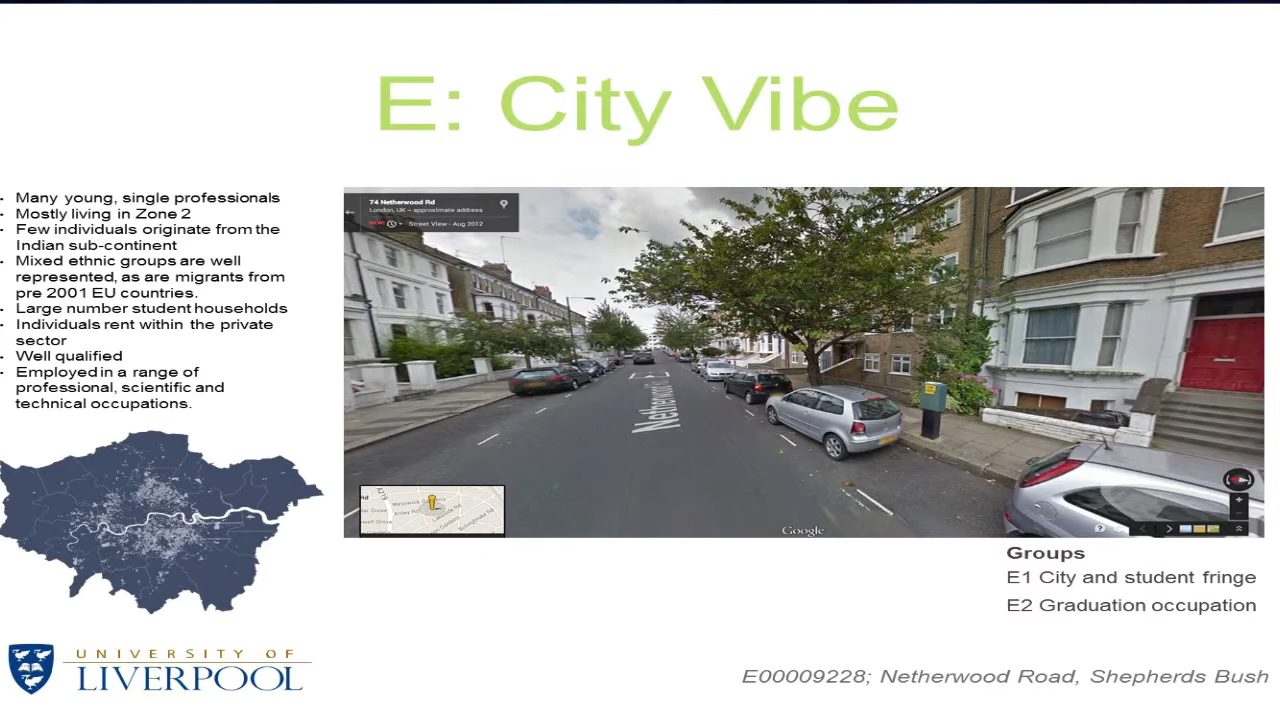 E: City Vibe
Many young, single professionals
Mostly living in Zone 2
Few individuals originate from the
Indian sub-continent
Mixed ethnic groups are well
represented, as are migrants from
pre 2001 EU countries.
Large number student households
Individuals rent within the private
sector
Well qualified
Employed in a range of
professional, scientific and
technical occupations.
74 Netherwood Rd
London, UK – approximate address
Street View - Aug 2012
Google
Groups
E1 City and student fringe
E2 Graduation occupation
UNIVERSITY OF
LIVERPOOL
E00009228; Netherwood Road, Shepherds Bush